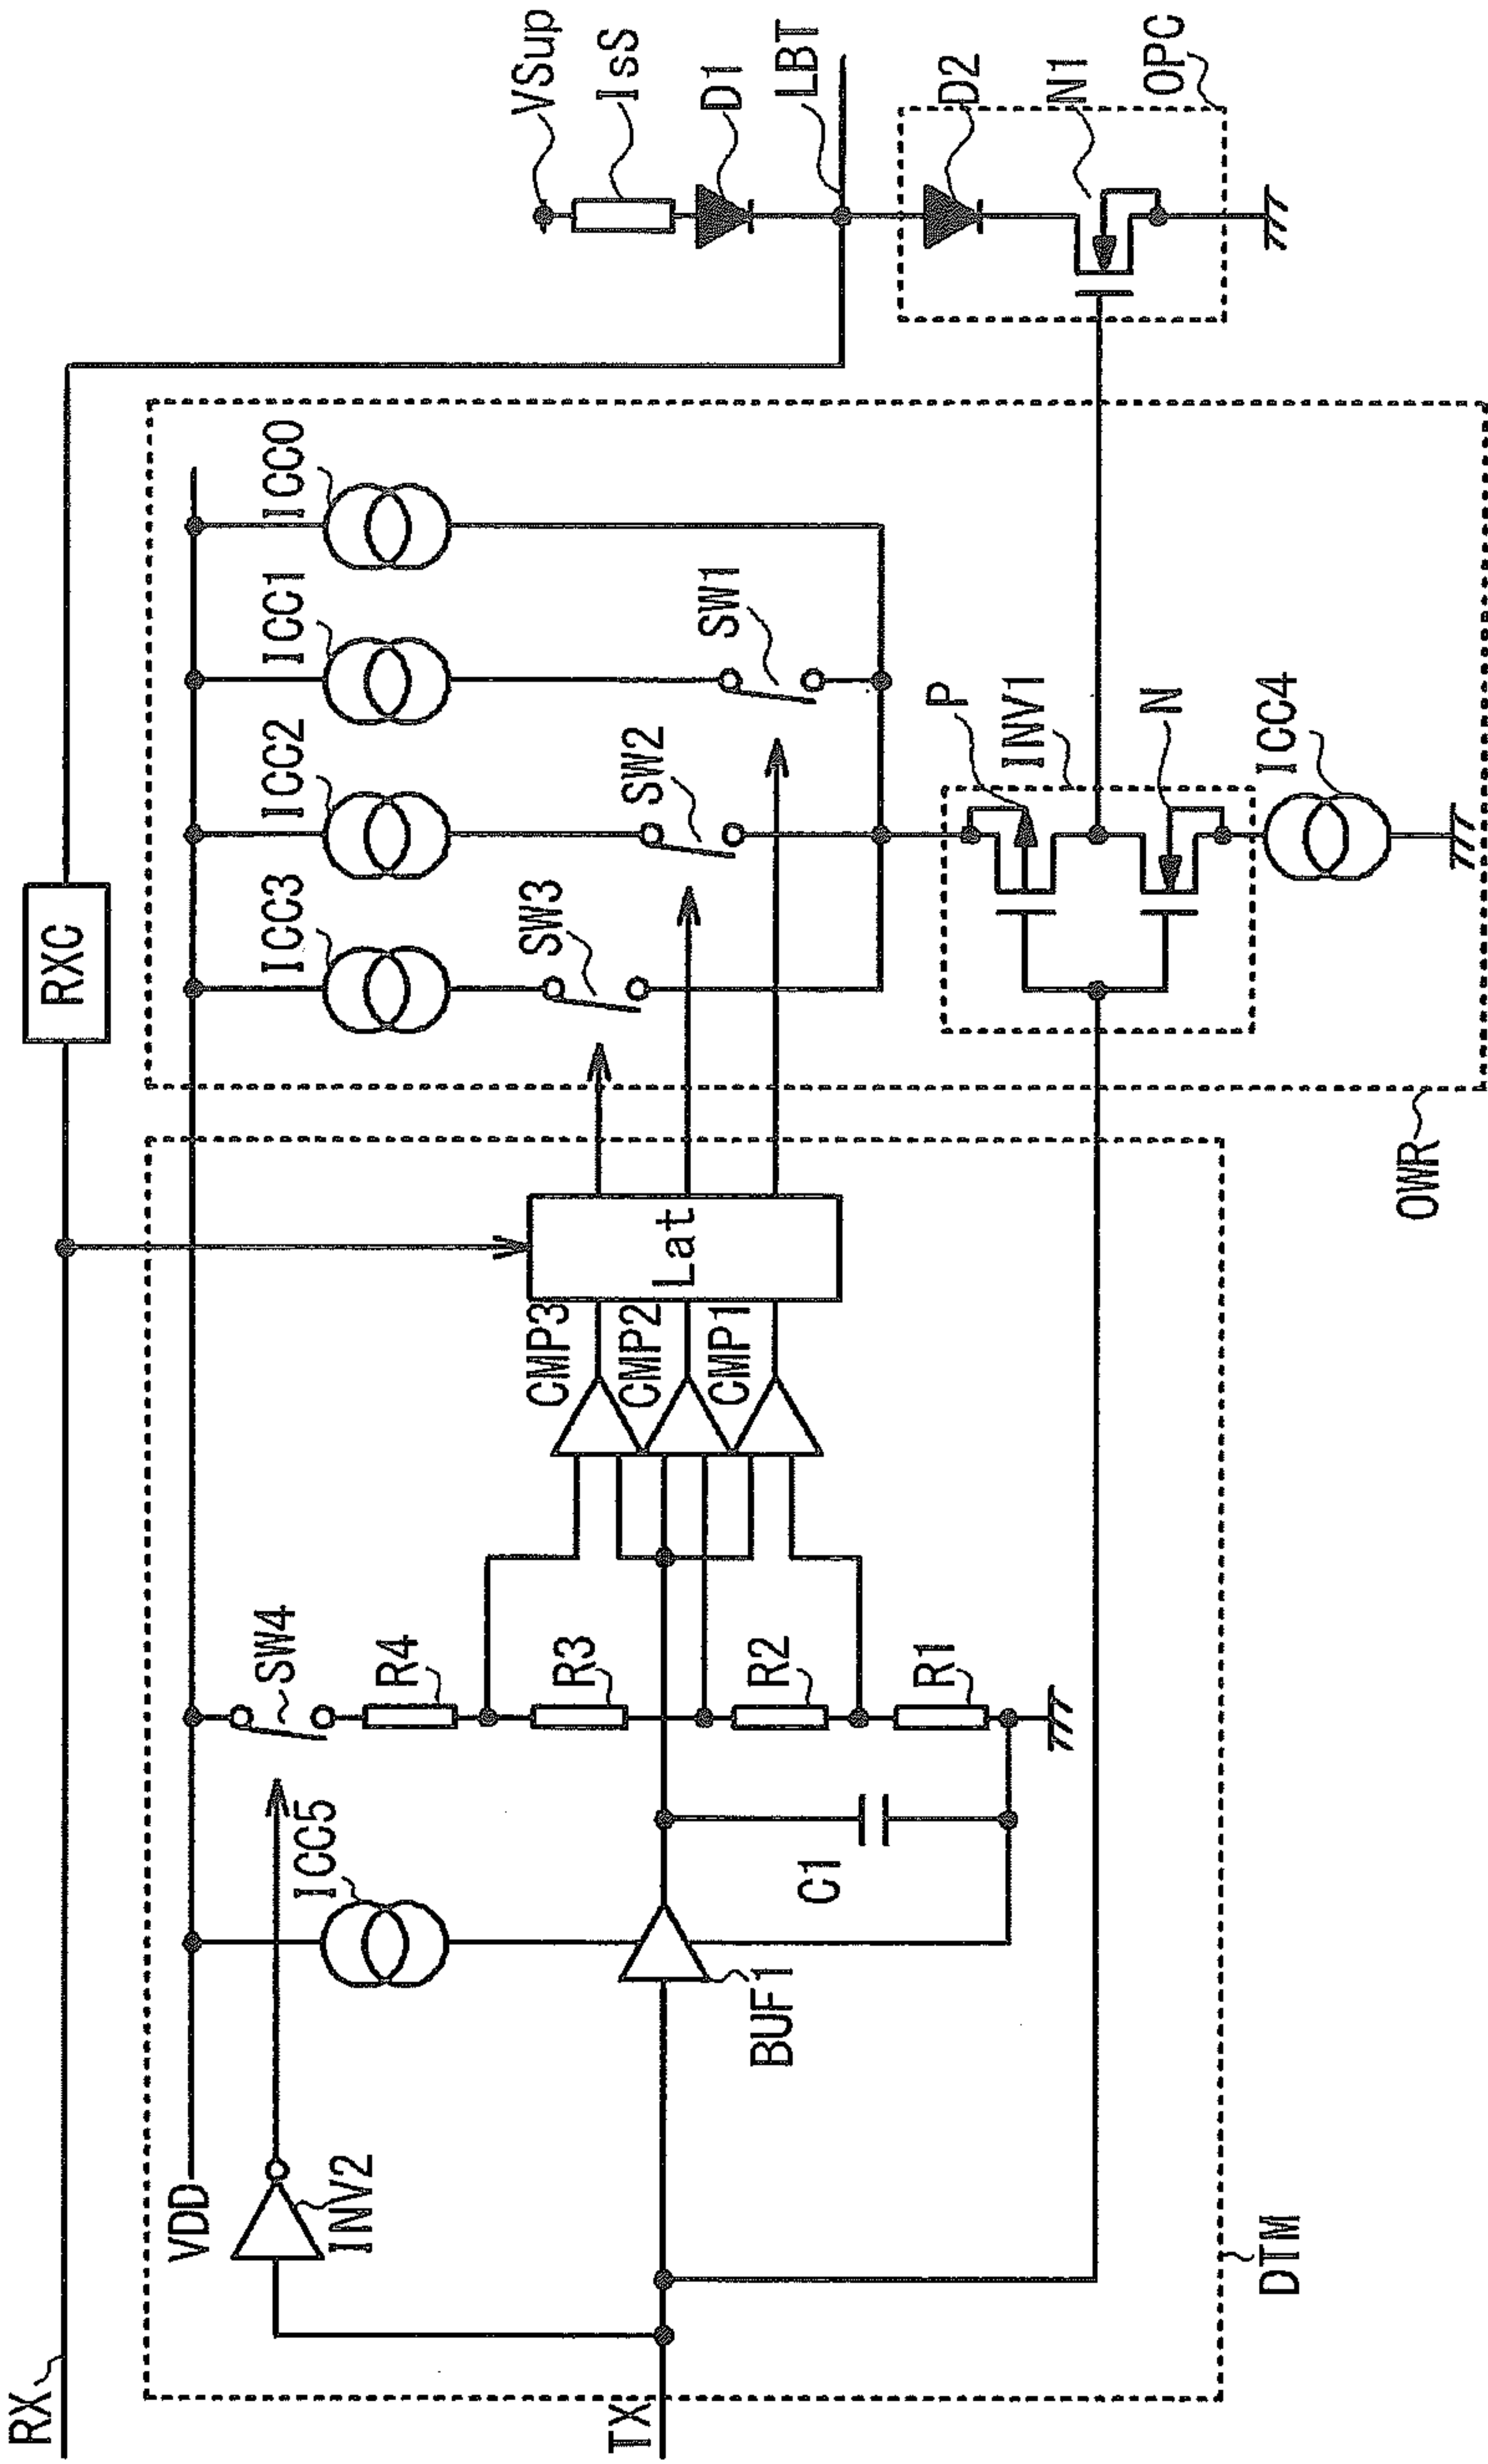 RX
RXC
VDD
INV2
ICC5
SW4
R4
R3
R2
R1
C1
BUF1
TX
DTM
CMP3
CMP2
CMP1
Lat
ICC3
ICC2
ICC1
ICC0
SW3
SW2
SW1
P
INV1
N
ICC4
OWR
VSup
IsS
D1
LBT
D2
N1
OPC